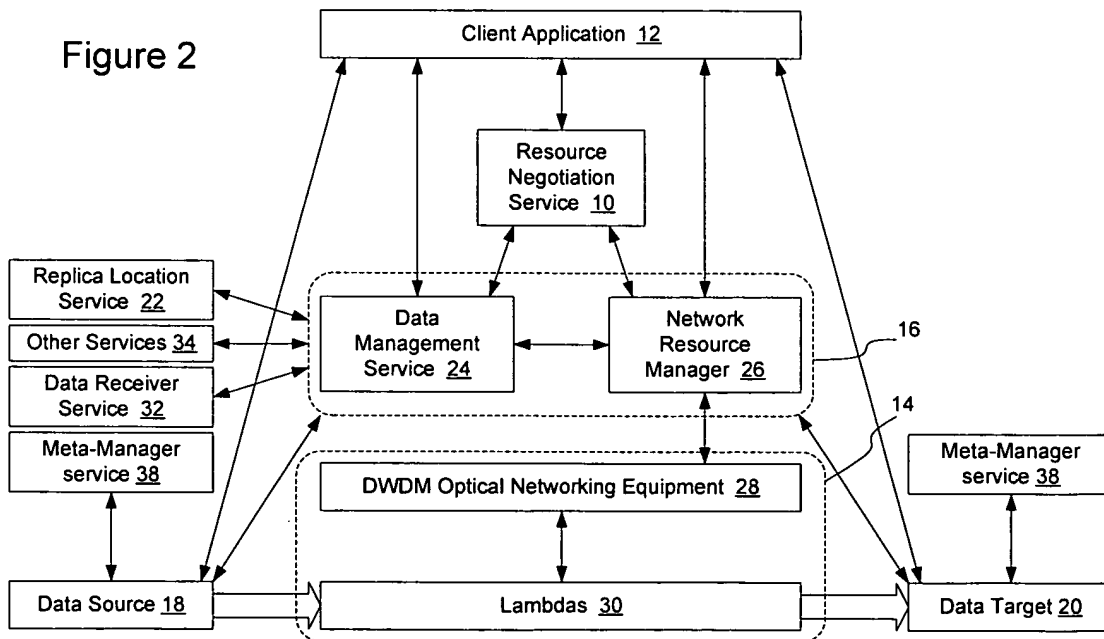 Figure 2
Client Application 12
Resource
Negotiation
Service 10
Replica Location
Service 22
Other Services 34
Data Receiver
Service 32
Meta-Manager
service 38
Data
Management
Service 24
Network
Resource
Manager 26
16
14
DWDM Optical Networking Equipment 28
Meta-Manager
service 38
Data Source 18
Lambdas 30
Data Target 20